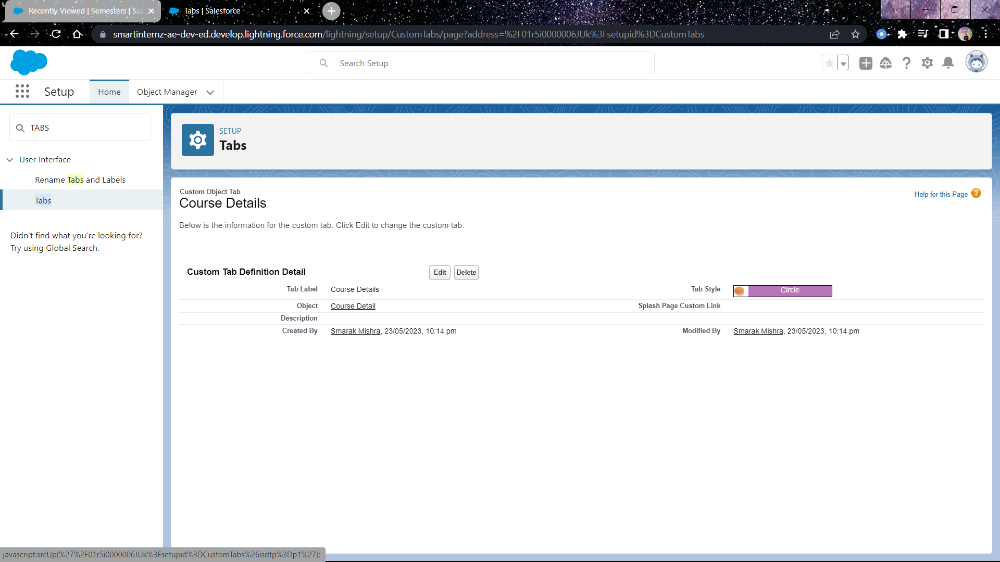 Recently Viewed | Semesters | Sa
Tabs | Salesforce
smartinternz-ae-dev-ed.develop.lightning.force.com/lightning/setup/CustomTabs/page?address=%2F01r5i0000006JUk%3Fsetupid%3DCustomTabs
Search Setup
Setup
Home
Object Manager
TABS
User Interface
Rename Tabs and Labels
Tabs
Didn't find what you're looking for?
Try using Global Search.
SETUP
Tabs
Custom Object Tab
Course Details
Help for this Page
Below is the information for the custom tab. Click Edit to change the custom tab.
Custom Tab Definition Detail
Edit
Delete
Tab Label Course Details Tab Style Circle
Object Course Detail Splash Page Custom Link
Description
Created By Smarak Mishra, 23/05/2023, 10:14 pm Modified By Smarak Mishra, 23/05/2023, 10:14 pm
javascript:srcUp(%27%2F01r5i0000006JUk%3Fsetupid%3DCustomTabs%26isdtp%3Dp1%27);